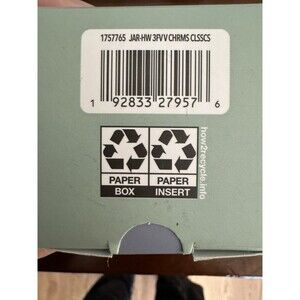 1757765 JAR-HW 3FV V CHRMS CLSSCS
1 92833 27957 6
PAPER PAPER
BOX INSERT
how2recycle.info